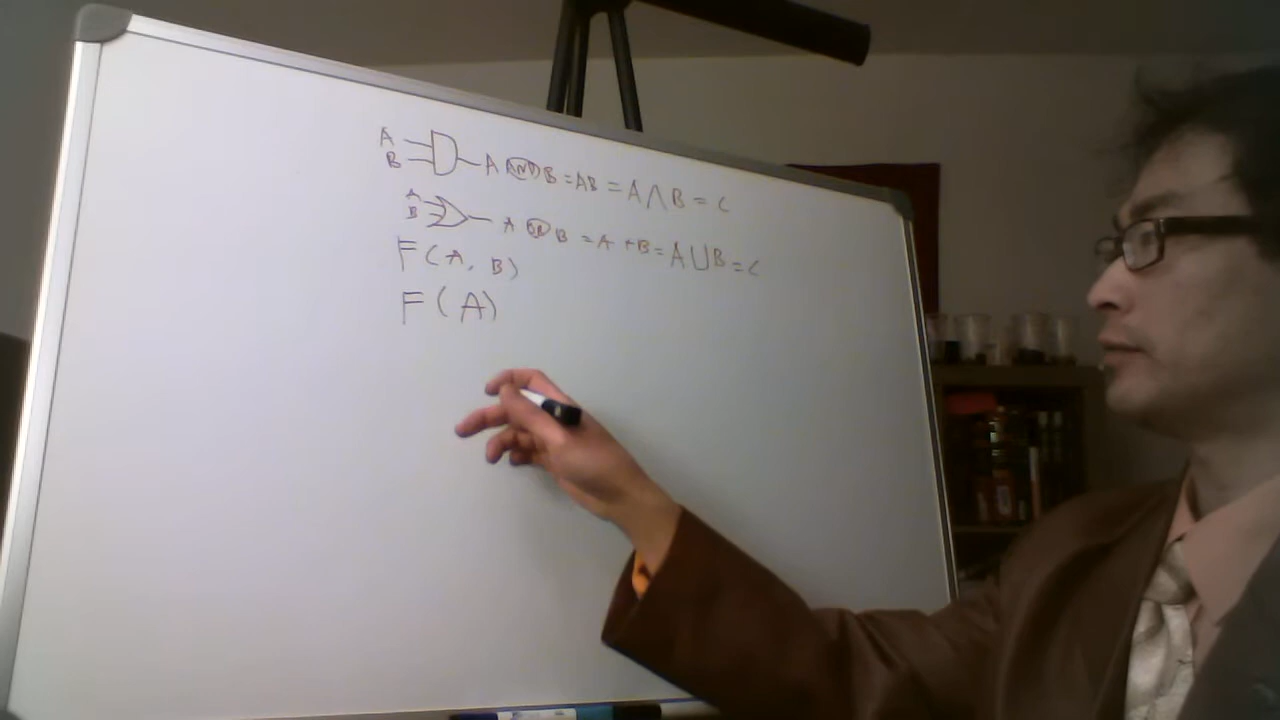 A B A AND B = AB = A ∧ B = C
A B A OR B = A + B = A ∪ B = C
F(A, B)
F(A)